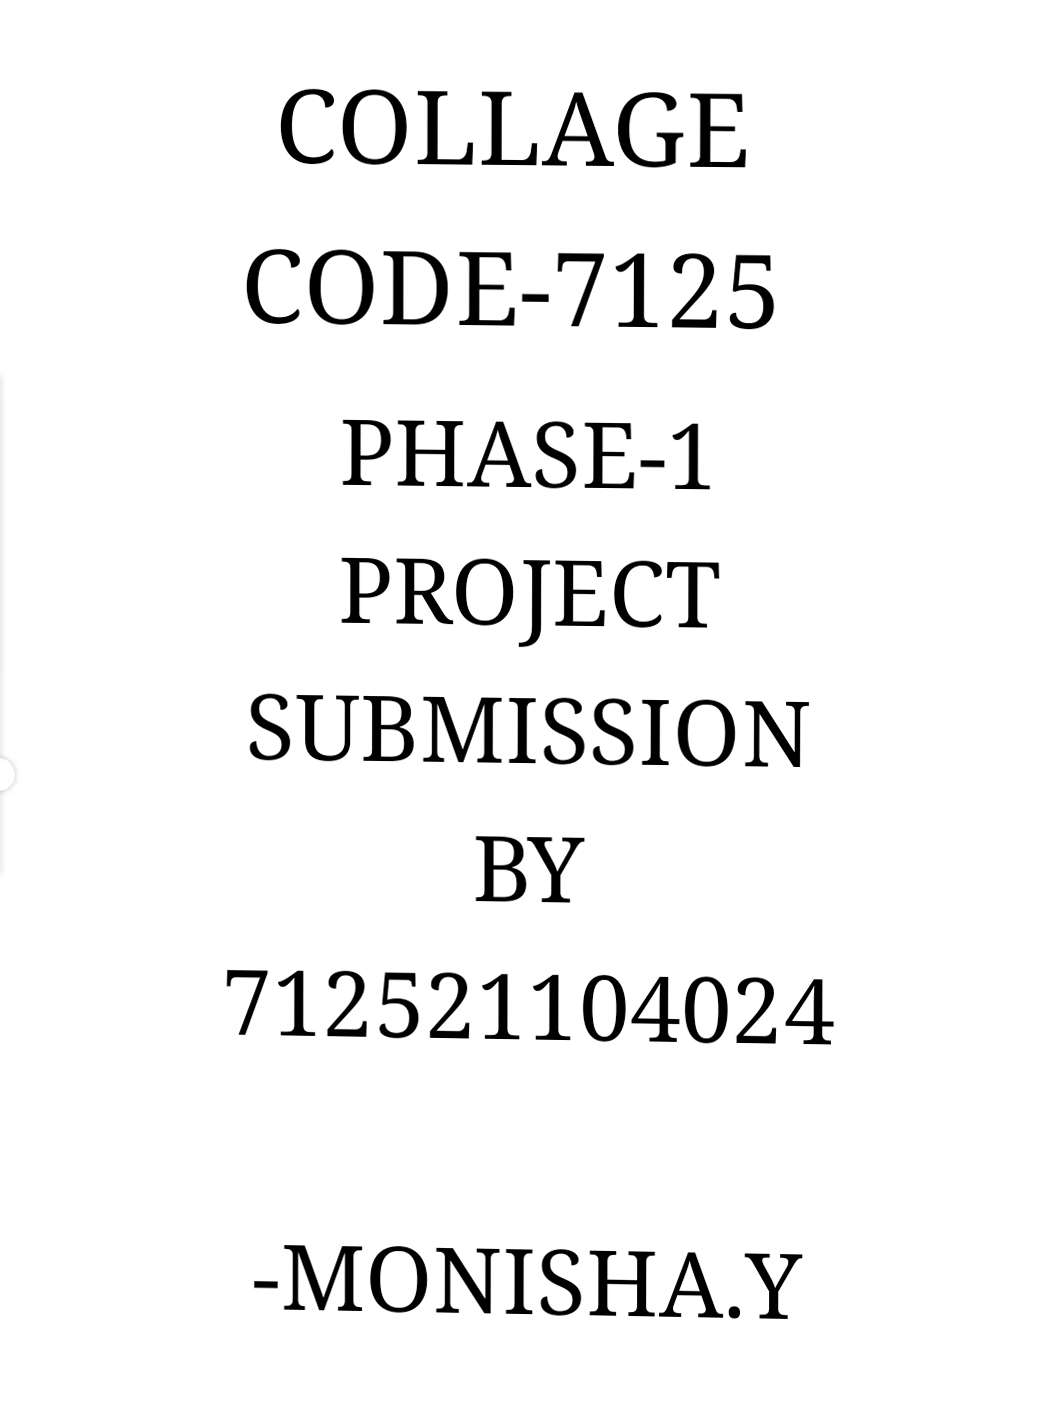 COLLAGE
CODE-7125
PHASE-1
PROJECT
SUBMISSION
BY
712521104024
-MONISHA.Y